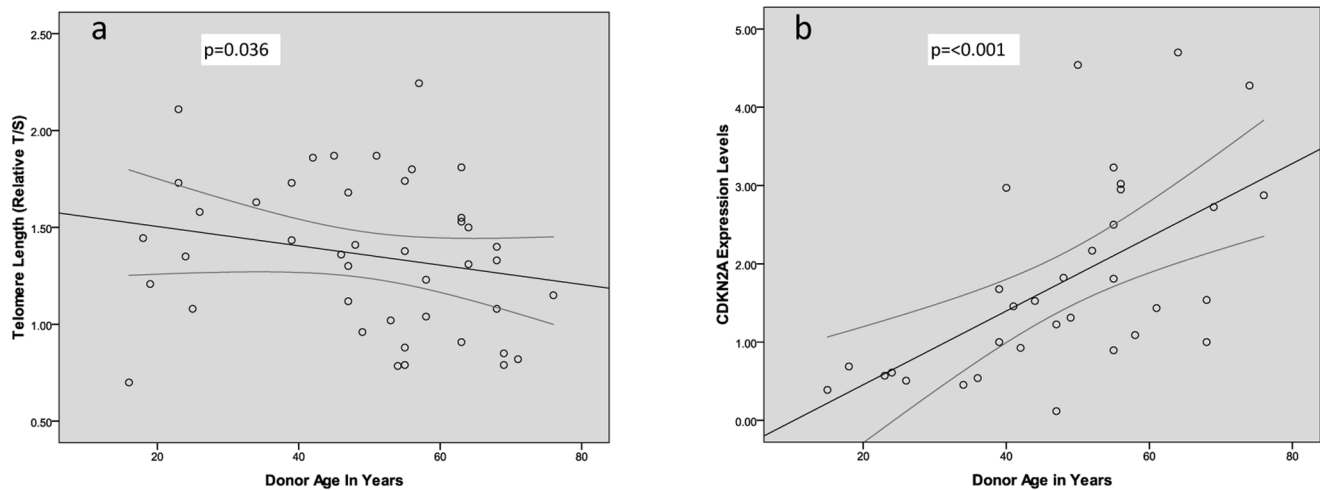 a
p=0.036
Telomere Length (Relative T/S)
2.50
2.00
1.50
1.00
0.50
20 40 60 80
Donor Age In Years
b
p=<0.001
CDKN2A Expression Levels
5.00
4.00
3.00
2.00
1.00
0.00
20 40 60 80
Donor Age in Years